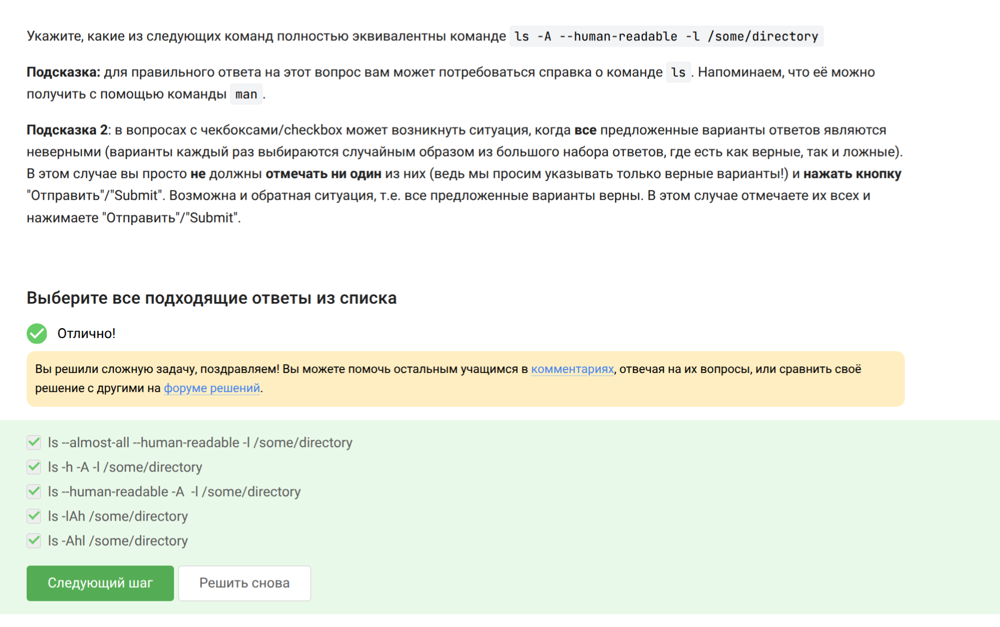 Укажите, какие из следующих команд полностью эквивалентны команде ls -A --human-readable -l /some/directory
Подсказка: для правильного ответа на этот вопрос вам может потребоваться справка о команде ls. Напоминаем, что её можно
получить с помощью команды man.
Подсказка 2: в вопросах с чекбоксами/checkbox может возникнуть ситуация, когда все предложенные варианты ответов являются
неверными (варианты каждый раз выбираются случайным образом из большого набора ответов, где есть как верные, так и ложные).
В этом случае вы просто не должны отмечать ни один из них (ведь мы просим указывать только верные варианты!) и нажать кнопку
"Отправить"/"Submit". Возможна и обратная ситуация, т.е. все предложенные варианты верны. В этом случае отмечаете их всех и
нажимаете "Отправить"/"Submit".
Выберите все подходящие ответы из списка
Отлично!
Вы решили сложную задачу, поздравляем! Вы можете помочь остальным учащимся в комментариях, отвечая на их вопросы, или сравнить своё
решение с другими на форуме решений.
ls --almost-all --human-readable -l /some/directory
ls -h -A -l /some/directory
ls --human-readable -A  -l /some/directory
ls -lAh /some/directory
ls -Ahl /some/directory
Следующий шаг Решить снова